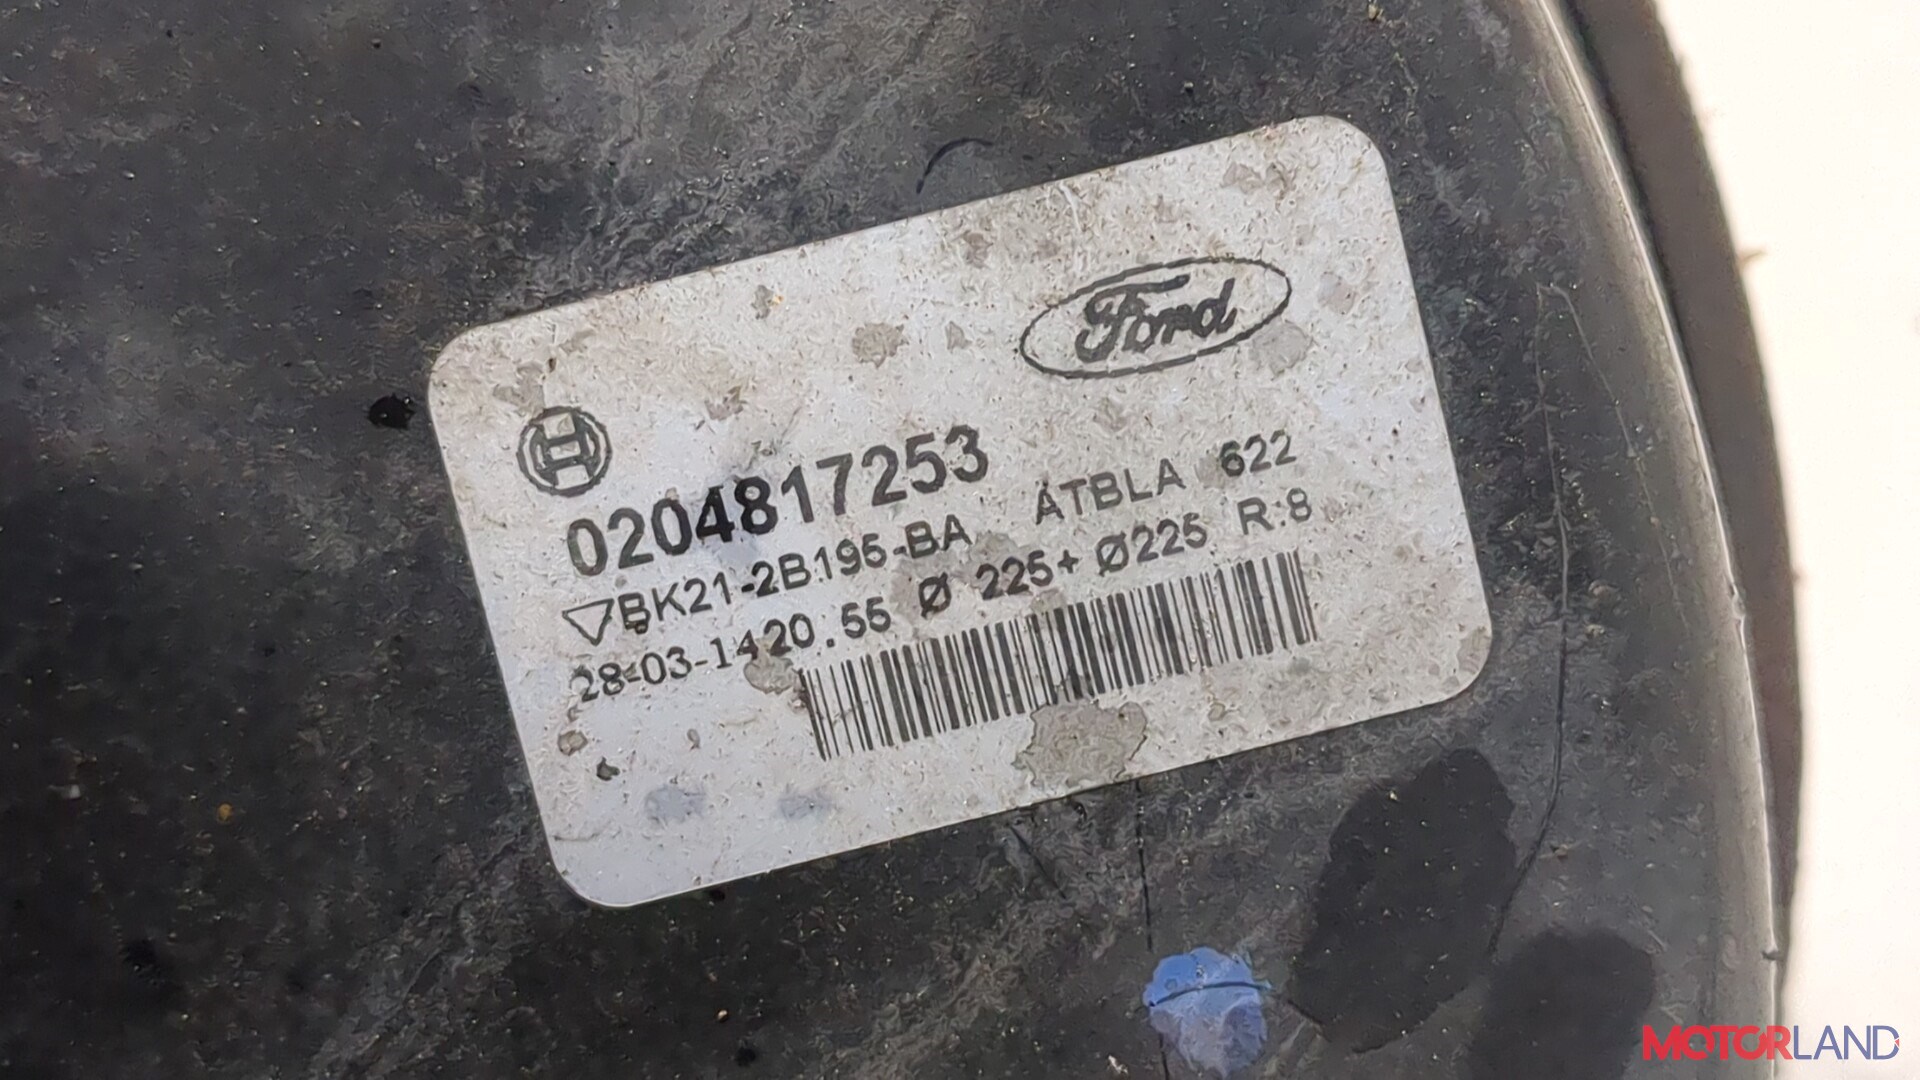 Ford
0204817253
BK21-2B195-BA ATBLA 622
28-03-14 20.55 Ø 225+ Ø225 R:8
MOTORLAND